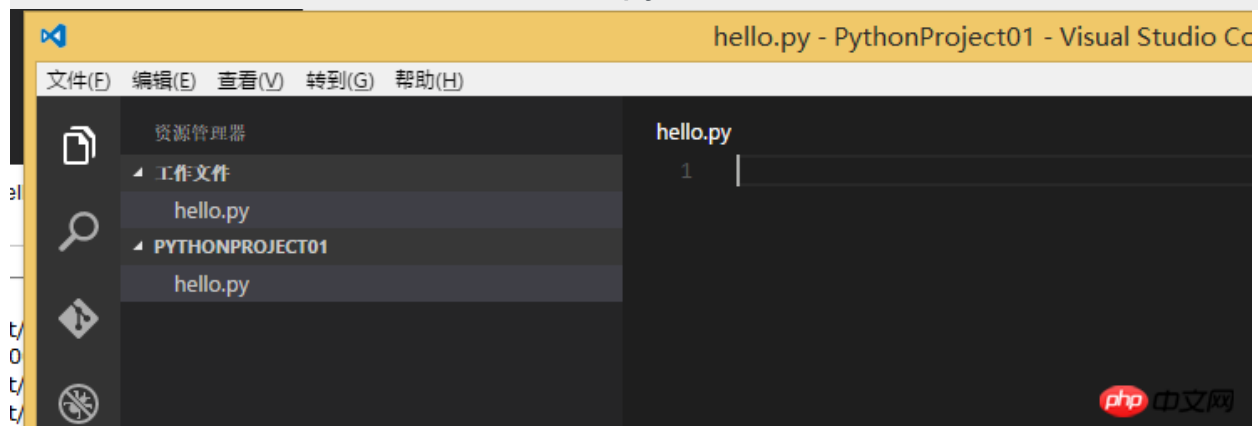 hello.py - PythonProject01 - Visual Studio Co
文件(F) 编辑(E) 查看(V) 转到(G) 帮助(H)
资源管理器
工作文件
hello.py
PYTHONPROJECT01
hello.py
hello.py
1
ell
t/
t/
t/
php 中文网